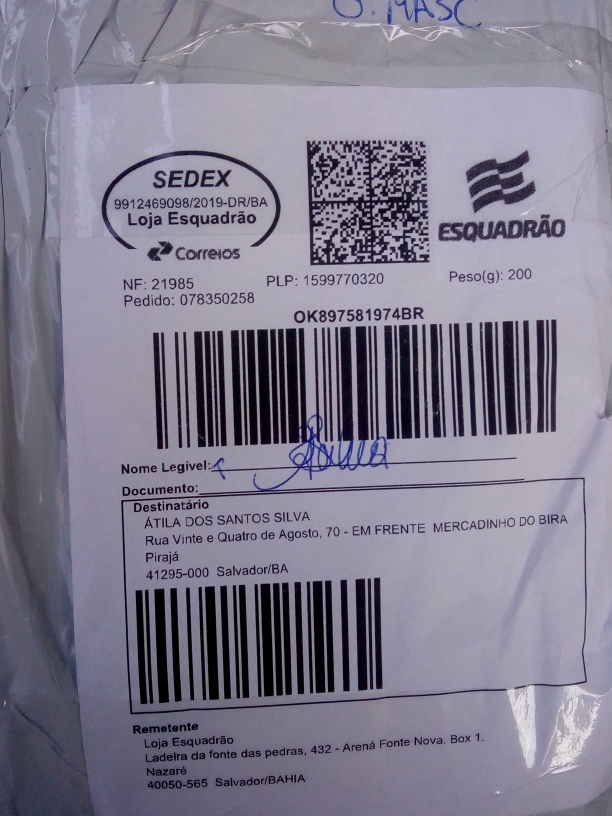 G. MASC
SEDEX
9912469098/2019-DR/BA
Loja Esquadrão
Correios
ESQUADRÃO
NF: 21985
PLP: 1599770320
Peso(g): 200
Pedido: 078350258
OK897581974BR
Nome Legível:
Documento:
Destinatário
ÁTILA DOS SANTOS SILVA
Rua Vinte e Quatro de Agosto, 70 - EM FRENTE MERCADINHO DO BIRA
Pirajá
41295-000 Salvador/BA
Remetente
Loja Esquadrão
Ladeira da fonte das pedras, 432 - Arena Fonte Nova. Box 1.
Nazaré
40050-565 Salvador/BAHIA